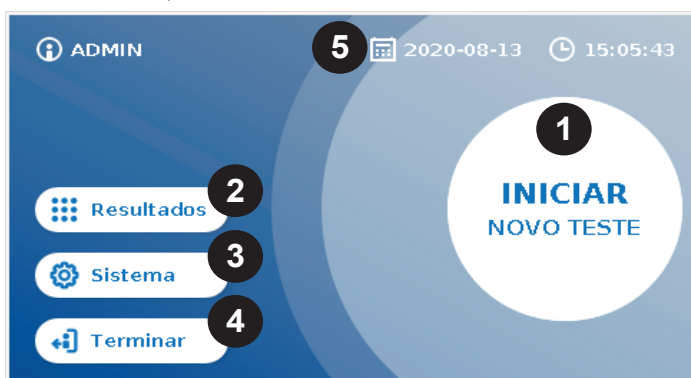 ADMIN
5
2020-08-13
15:05:43
1
INICIAR
NOVO TESTE
2
Resultados
3
Sistema
4
Terminar